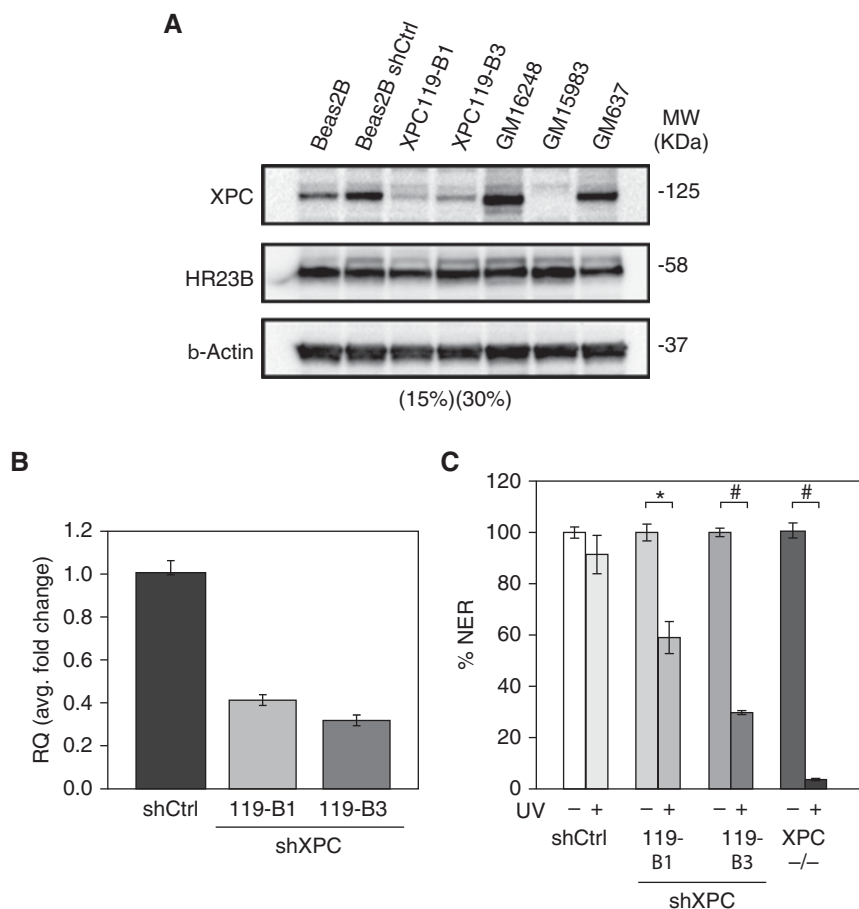 A
Beas2B
Beas2B shCtrl
XPC119-B1
XPC119-B3
GM16248
GM15983
GM637
MW
(KDa)
XPC
-125
HR23B
-58
b-Actin
-37
(15%)(30%)
B
RQ (avg. fold change)
1.2
1.0
0.8
0.6
0.4
0.2
0.0
shCtrl
119-B1
119-B3
shXPC
C
% NER
120
100
80
60
40
20
0
*
#
#
UV
− + − + − + − +
shCtrl
119-
B1
119-
B3
XPC
−/−
shXPC